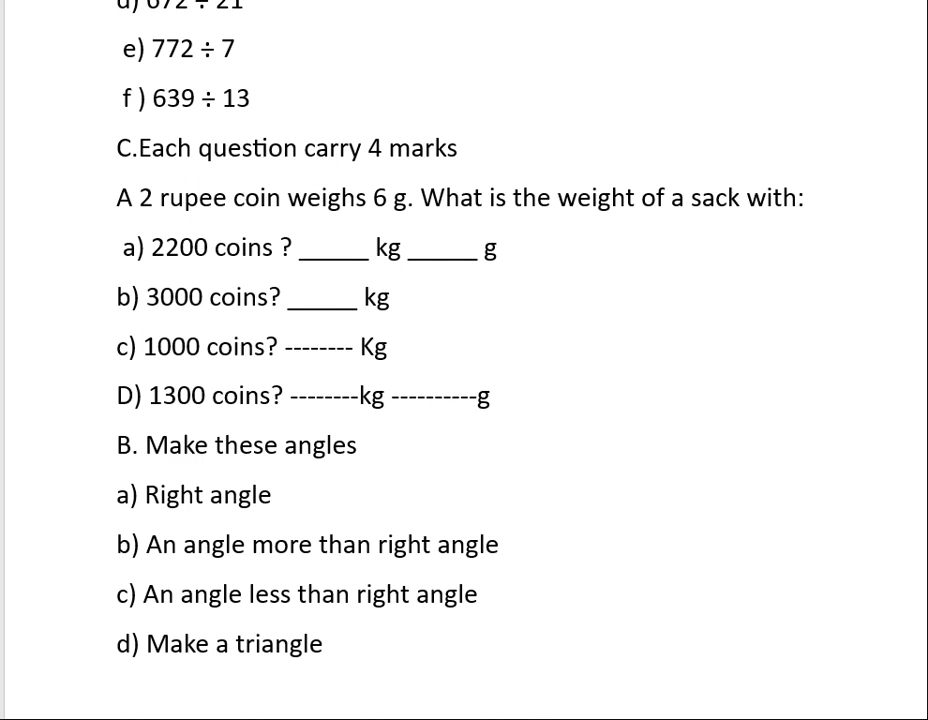 d) 672 ÷ 21
e) 772 ÷ 7
f ) 639 ÷ 13
C.Each question carry 4 marks
A 2 rupee coin weighs 6 g. What is the weight of a sack with:
a) 2200 coins ? _____ kg _____ g
b) 3000 coins? _____ kg
c) 1000 coins? -------- Kg
D) 1300 coins? --------kg ----------g
B. Make these angles
a) Right angle
b) An angle more than right angle
c) An angle less than right angle
d) Make a triangle